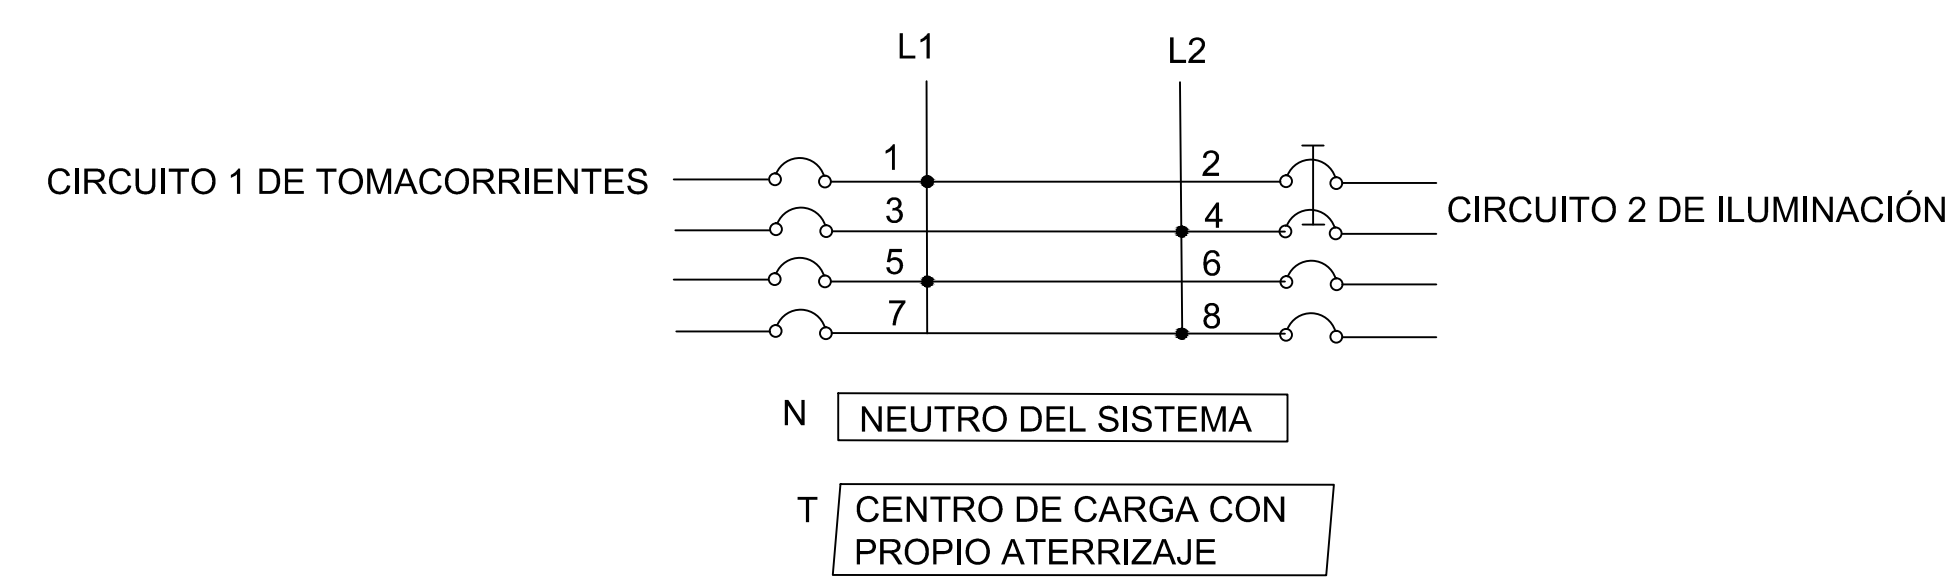 L1 L2
CIRCUITO 1 DE TOMACORRIENTES 1 2
3 4 CIRCUITO 2 DE ILUMINACIÓN
5 6
7 8
N NEUTRO DEL SISTEMA
T CENTRO DE CARGA CON
PROPIO ATERRIZAJE